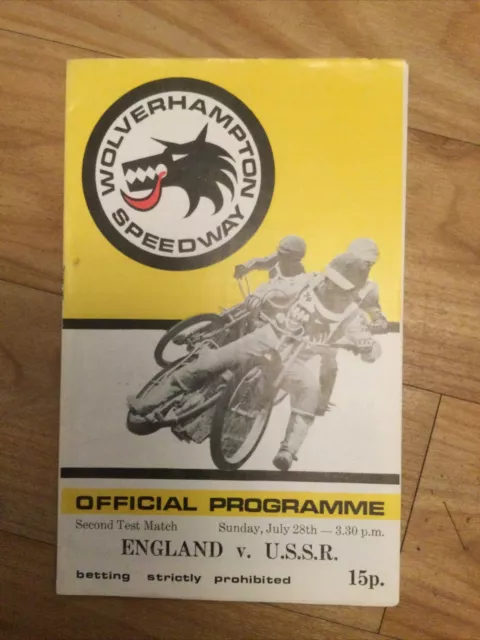 WOLVERHAMPTON
SPEEDWAY
OFFICIAL PROGRAMME
Second Test Match Sunday, July 28th — 3.30 p.m.
ENGLAND v. U.S.S.R.
betting strictly prohibited 15p.